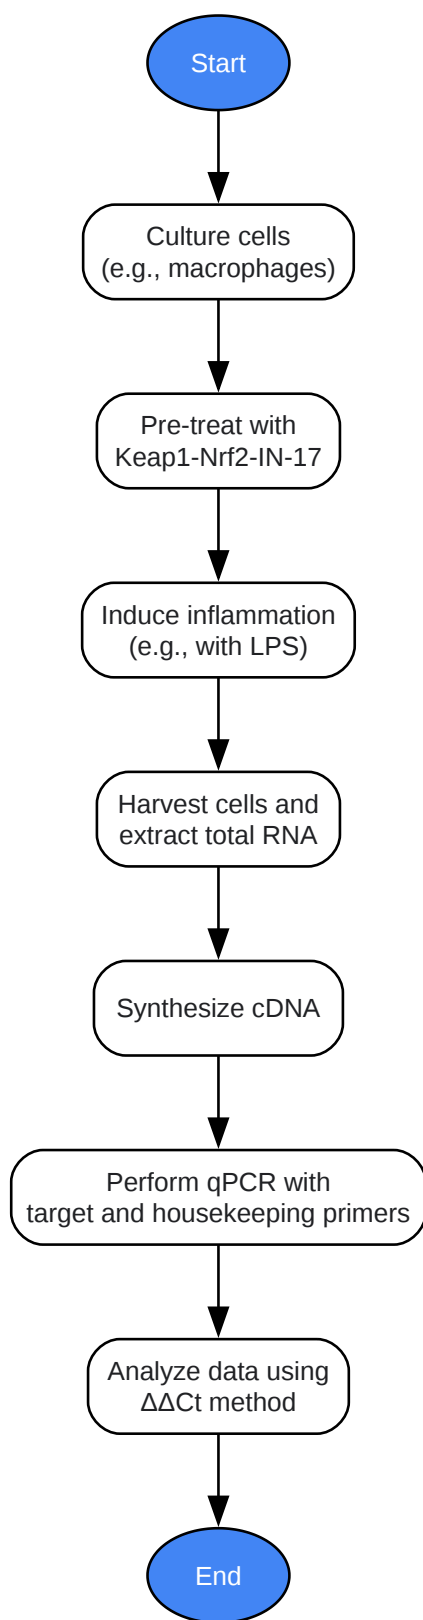 Start
Culture cells
(e.g., macrophages)
Pre-treat with
Keap1-Nrf2-IN-17
Induce inflammation
(e.g., with LPS)
Harvest cells and
extract total RNA
Synthesize cDNA
Perform qPCR with
target and housekeeping primers
Analyze data using
ΔΔCt method
End